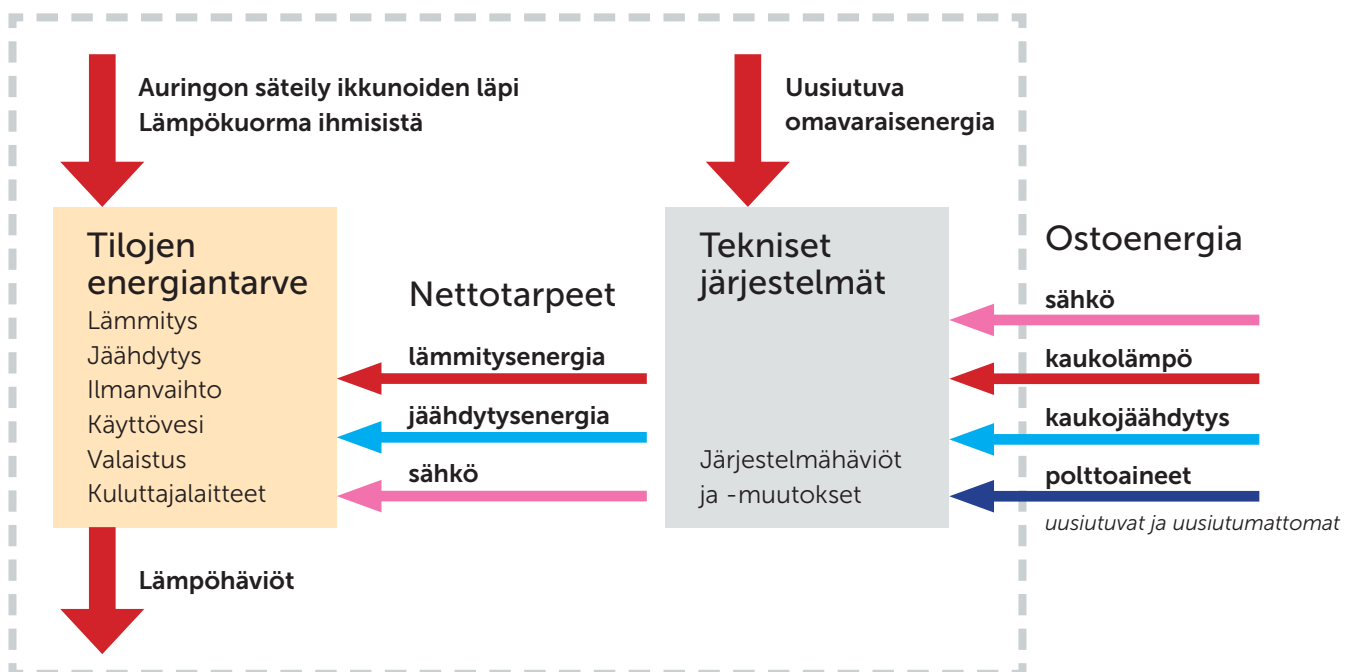 Auringon säteily ikkunoiden läpi
Lämpökuorma ihmisistä
Uusiutuva
omavaraisenergia
Tilojen
energiantarve
Lämmitys
Jäähdytys
Ilmanvaihto
Käyttövesi
Valaistus
Kuluttajalaitteet
Nettotarpeet
lämmitysenergia
jäähdytysenergia
sähkö
Tekniset
järjestelmät
Järjestelmähäviöt
ja -muutokset
Ostoenergia
sähkö
kaukolämpö
kaukojäähdytys
polttoaineet
uusiutuvat ja uusiutumattomat
Lämpöhäviöt